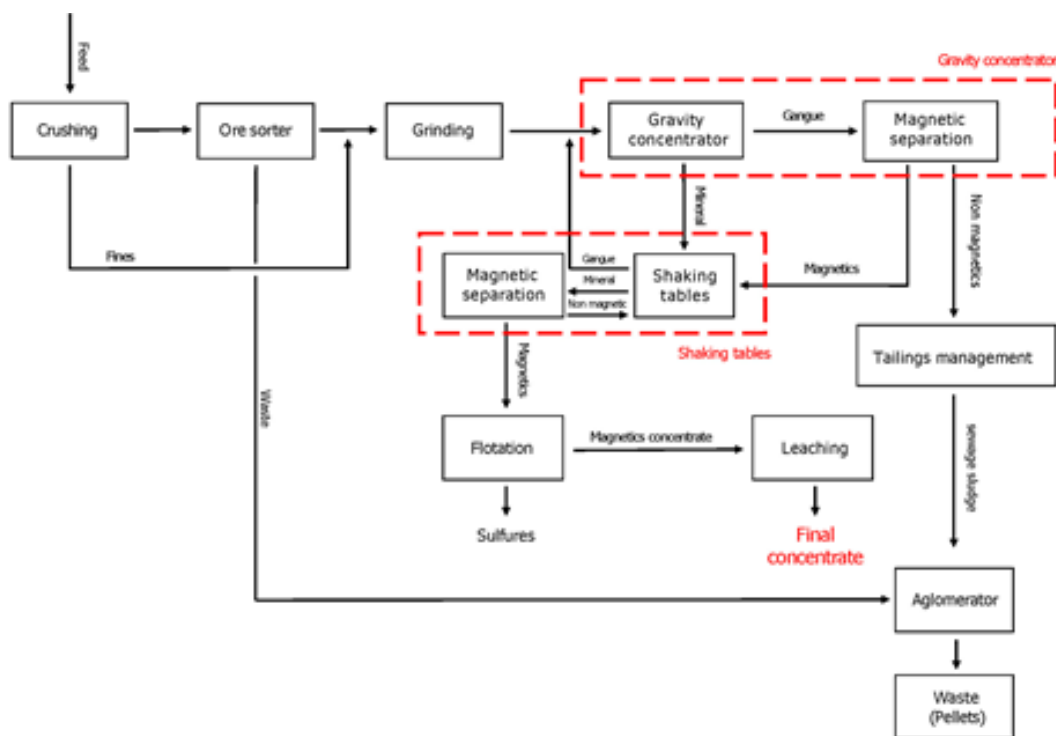 Feed
Gravity concentrator
Crushing
Ore sorter
Grinding
Gravity
concentrator
Gangue
Magnetic
separation
Mineral
Non magnetics
Fines
Magnetic
separation
Gangue
Mineral
Non magnetic
Shaking
tables
Magnetics
Shaking tables
Tailings management
Magnetics
Waste
Flotation
Magnetics concentrate
Leaching
sewage sludge
Sulfures
Final
concentrate
Aglomerator
Waste
(Pellets)